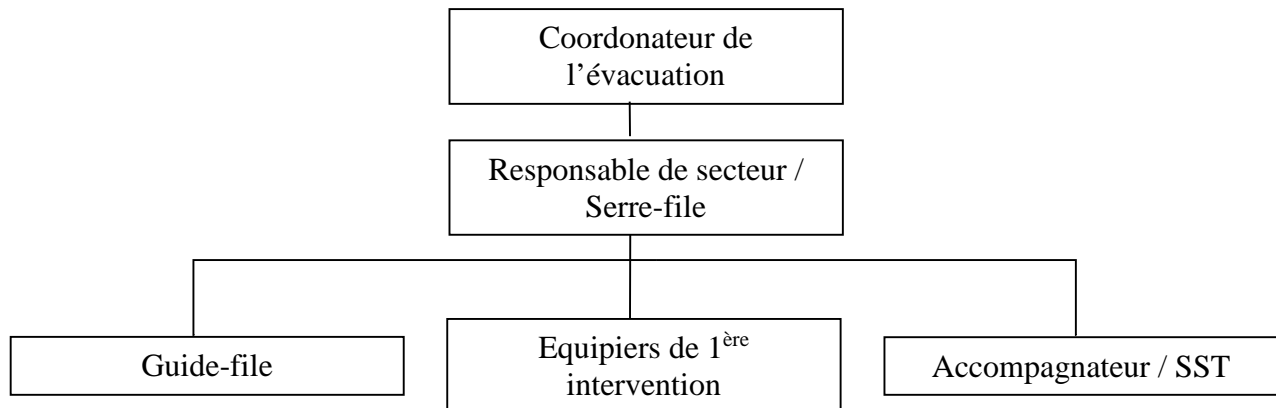 Coordonateur de
l’évacuation
Responsable de secteur /
Serre-file
Guide-file
Equipiers de 1ère
intervention
Accompagnateur / SST